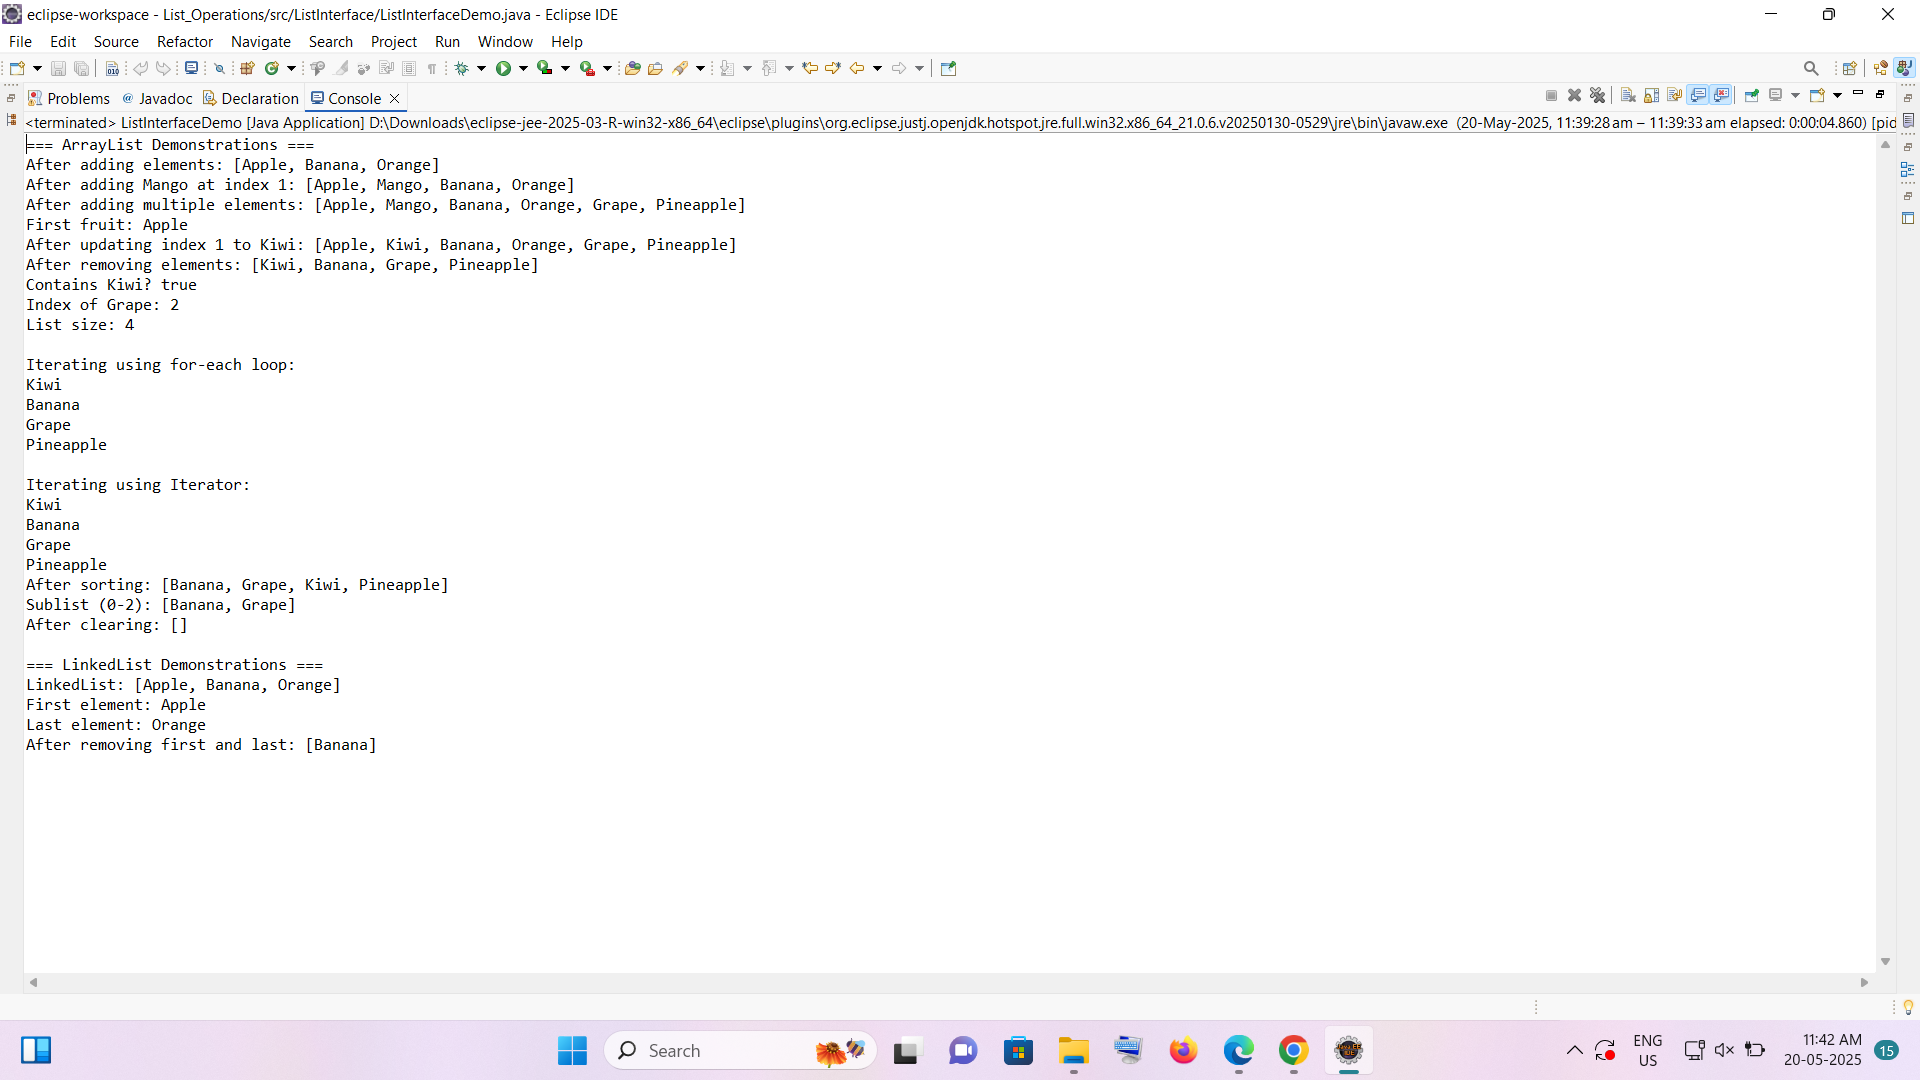 eclipse-workspace - List_Operations/src/ListInterface/ListInterfaceDemo.java - Eclipse IDE
File Edit Source Refactor Navigate Search Project Run Window Help
Problems @ Javadoc Declaration Console
<terminated> ListInterfaceDemo [Java Application] D:\Downloads\eclipse-jee-2025-03-R-win32-x86_64\eclipse\plugins\org.eclipse.justj.openjdk.hotspot.jre.full.win32.x86_64_21.0.6.v20250130-0529\jre\bin\javaw.exe (20-May-2025, 11:39:28 am – 11:39:33 am elapsed: 0:00:04.860) [pid
=== ArrayList Demonstrations ===
After adding elements: [Apple, Banana, Orange]
After adding Mango at index 1: [Apple, Mango, Banana, Orange]
After adding multiple elements: [Apple, Mango, Banana, Orange, Grape, Pineapple]
First fruit: Apple
After updating index 1 to Kiwi: [Apple, Kiwi, Banana, Orange, Grape, Pineapple]
After removing elements: [Kiwi, Banana, Grape, Pineapple]
Contains Kiwi? true
Index of Grape: 2
List size: 4
Iterating using for-each loop:
Kiwi
Banana
Grape
Pineapple
Iterating using Iterator:
Kiwi
Banana
Grape
Pineapple
After sorting: [Banana, Grape, Kiwi, Pineapple]
Sublist (0-2): [Banana, Grape]
After clearing: []
=== LinkedList Demonstrations ===
LinkedList: [Apple, Banana, Orange]
First element: Apple
Last element: Orange
After removing first and last: [Banana]
Search
ENG
US
11:42 AM
20-05-2025
15